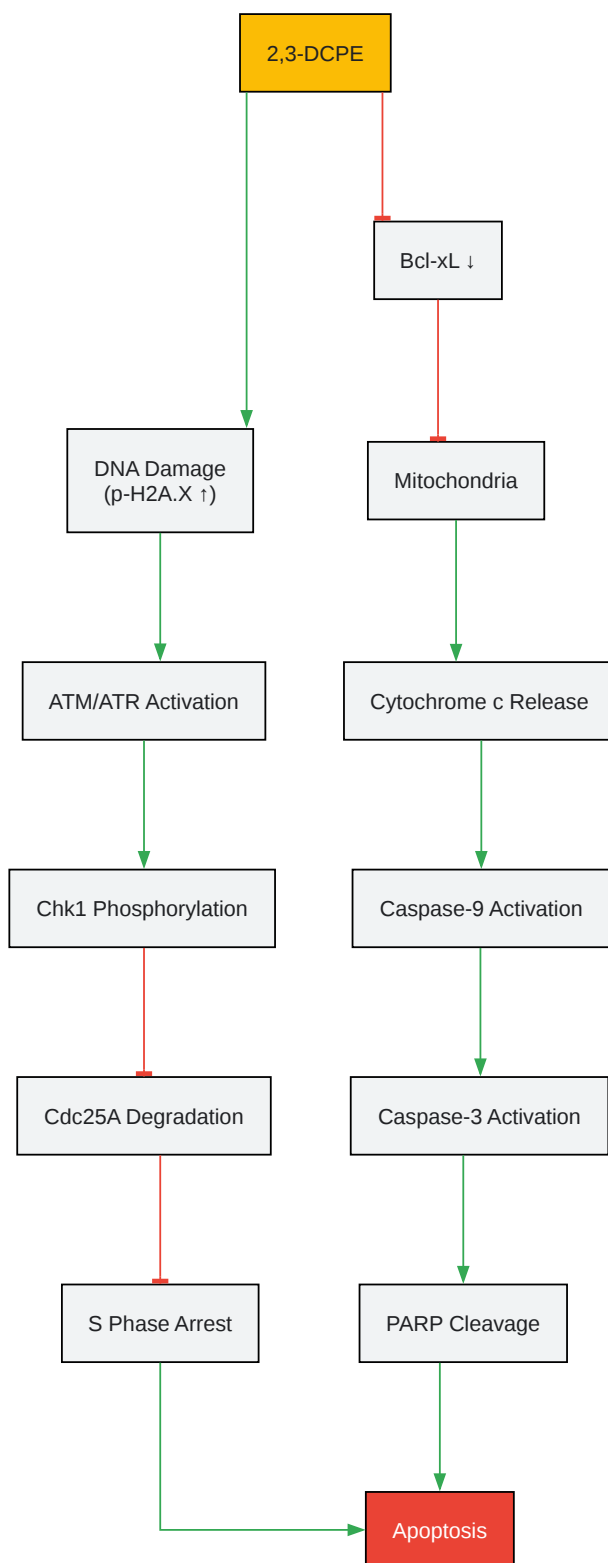 2,3-DCPE
Bcl-xL ↓
DNA Damage
(p-H2A.X ↑)
Mitochondria
ATM/ATR Activation
Cytochrome c Release
Chk1 Phosphorylation
Caspase-9 Activation
Cdc25A Degradation
Caspase-3 Activation
S Phase Arrest
PARP Cleavage
Apoptosis